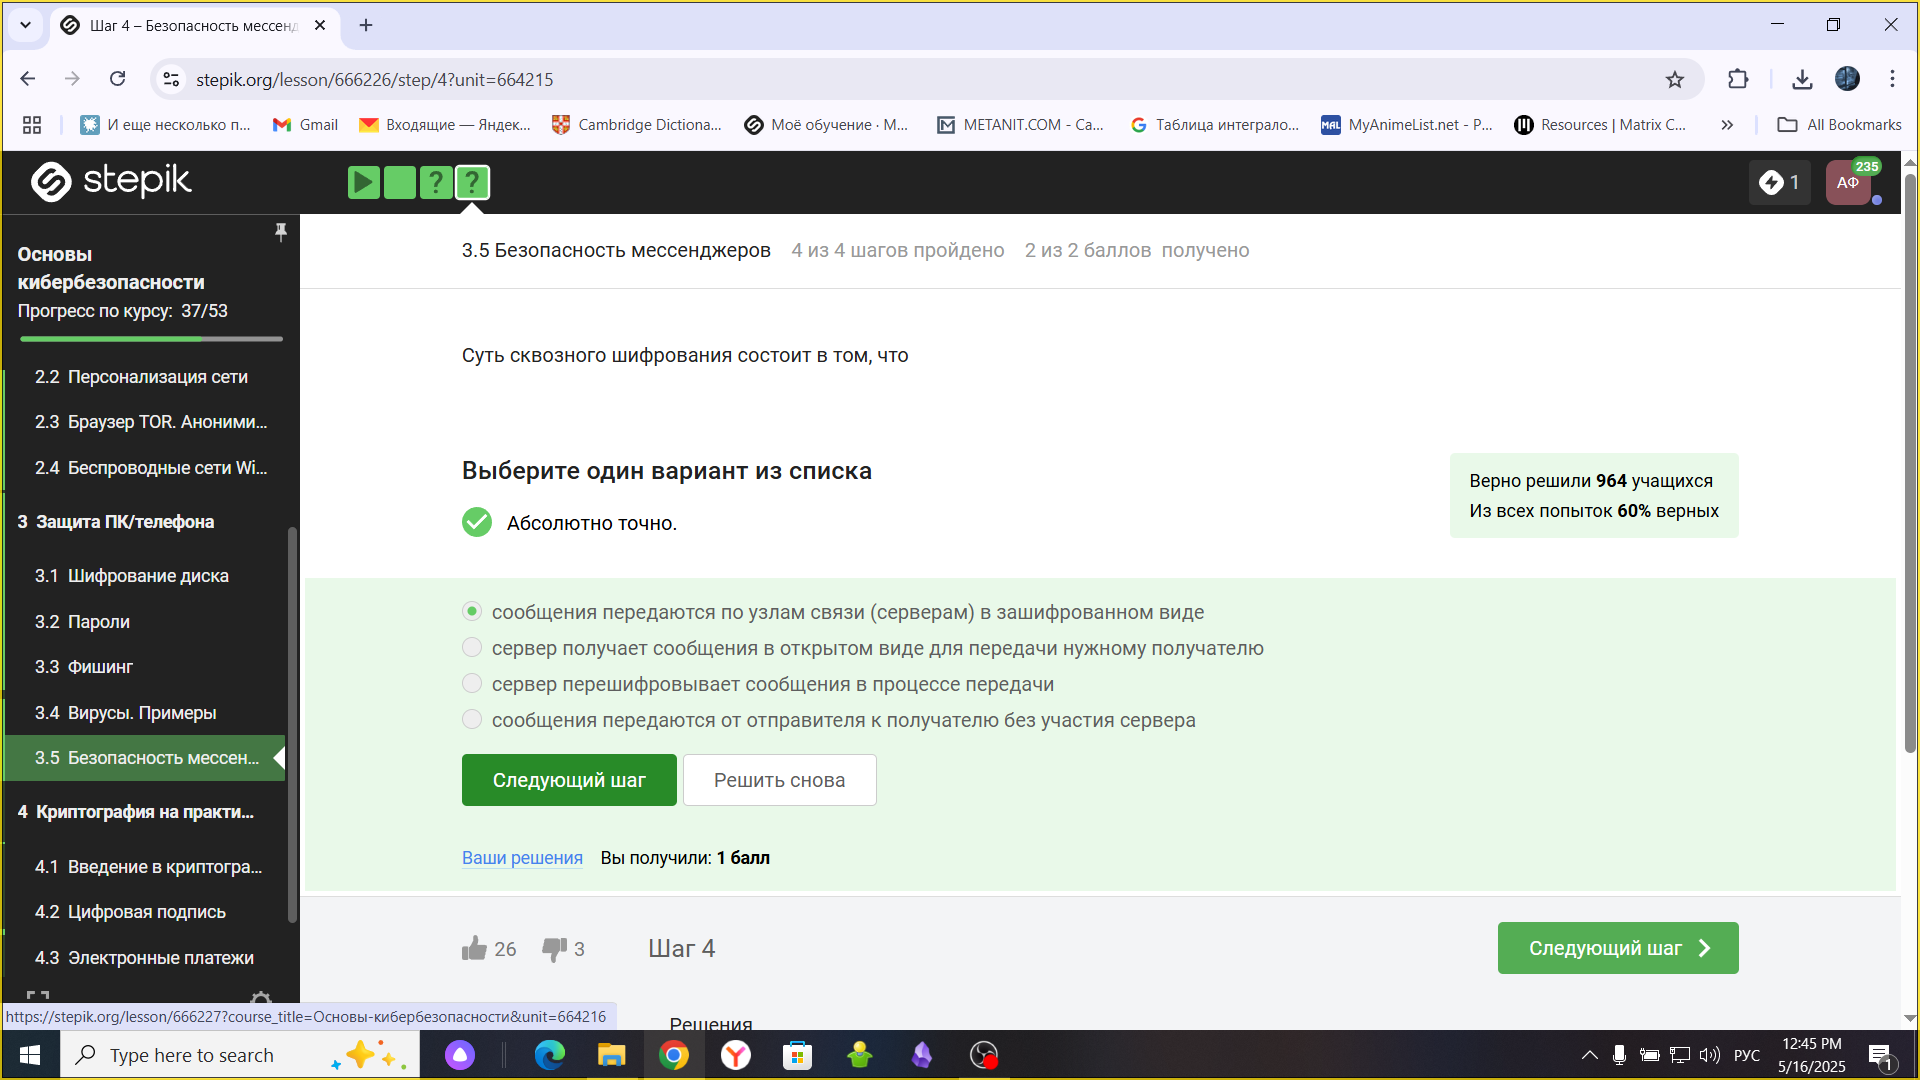 Шаг 4 – Безопасность мессенд
stepik.org/lesson/666226/step/4?unit=664215
И еще несколько п...
Gmail
Входящие — Яндек...
Cambridge Dictiona...
Моё обучение · М...
METANIT.COM - Са...
Таблица интеграло...
MAL
MyAnimeList.net - P...
Resources | Matrix C...
All Bookmarks
stepik
?
?
1
АФ
235
Основы
кибербезопасности
Прогресс по курсу: 37/53
2.2 Персонализация сети
2.3 Браузер TOR. Аноними...
2.4 Беспроводные сети Wi...
3 Защита ПК/телефона
3.1 Шифрование диска
3.2 Пароли
3.3 Фишинг
3.4 Вирусы. Примеры
3.5 Безопасность мессен...
4 Криптография на практи...
4.1 Введение в криптогра...
4.2 Цифровая подпись
4.3 Электронные платежи
3.5 Безопасность мессенджеров 4 из 4 шагов пройдено 2 из 2 баллов получено
Суть сквозного шифрования состоит в том, что
Выберите один вариант из списка
Абсолютно точно.
Верно решили 964 учащихся
Из всех попыток 60% верных
сообщения передаются по узлам связи (серверам) в зашифрованном виде
сервер получает сообщения в открытом виде для передачи нужному получателю
сервер перешифровывает сообщения в процессе передачи
сообщения передаются от отправителя к получателю без участия сервера
Следующий шаг
Решить снова
Ваши решения
Вы получили: 1 балл
26
3
Шаг 4
Следующий шаг
Решения
https://stepik.org/lesson/666227?course_title=Основы-кибербезопасности&unit=664216
Type here to search
РУС
12:45 PM
5/16/2025
1